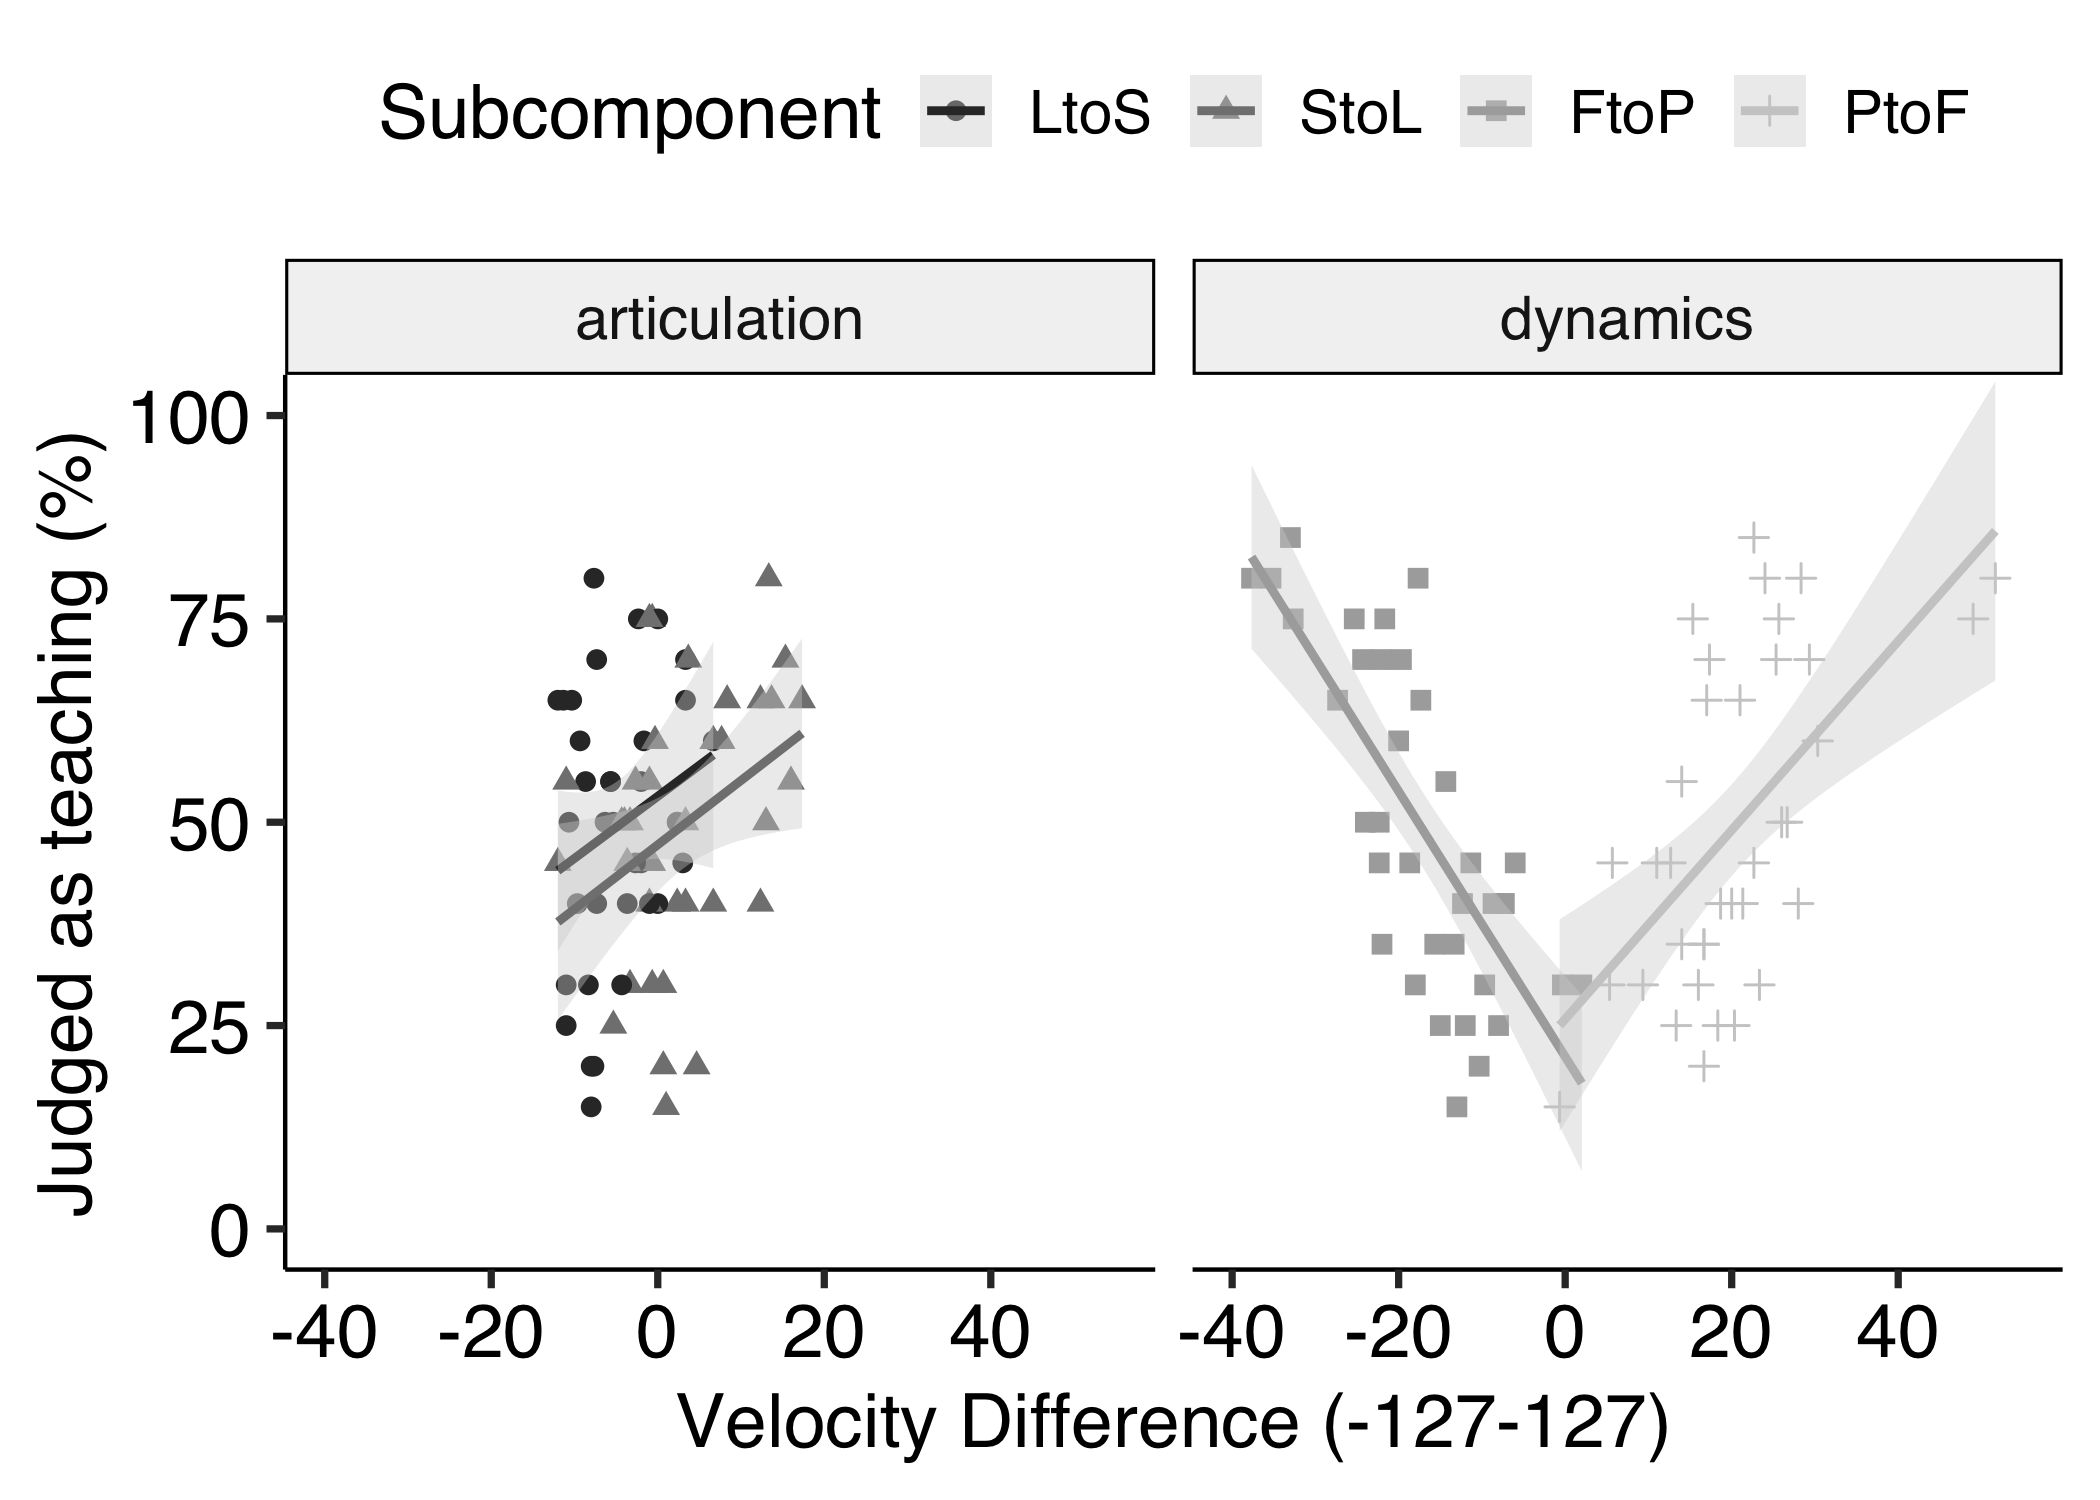 Subcomponent LtoS StoL FtoP PtoF
articulation dynamics
Judged as teaching (%)
100
75
50
25
0
-40 -20 0 20 40 -40 -20 0 20 40
Velocity Difference (-127-127)